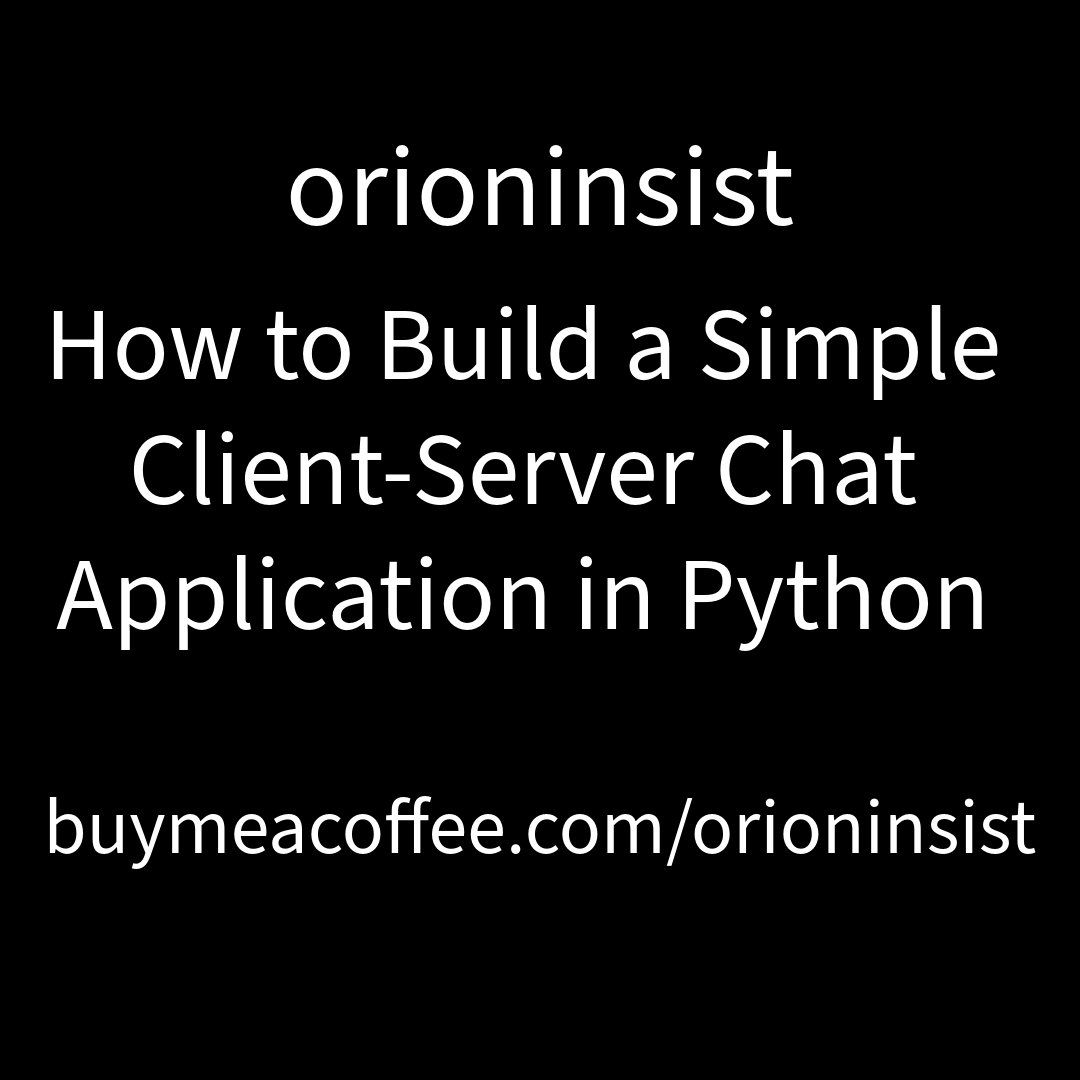 orioninsist
How to Build a Simple
Client-Server Chat
Application in Python
buymeacoffee.com/orioninsist